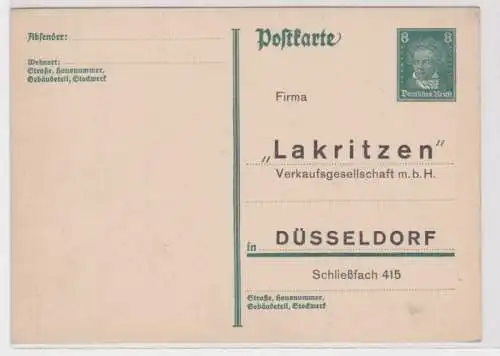 Absender:
Wohnort:
Straße, Hausnummer,
Gebäudeteil, Stockwerk
Postkarte
8 8
Deutsches Reich
Firma
„Lakritzen"
Verkaufsgesellschaft m.b.H.
in DÜSSELDORF
Schließfach 415
Straße, Hausnummer,
Gebäudeteil, Stockwerk